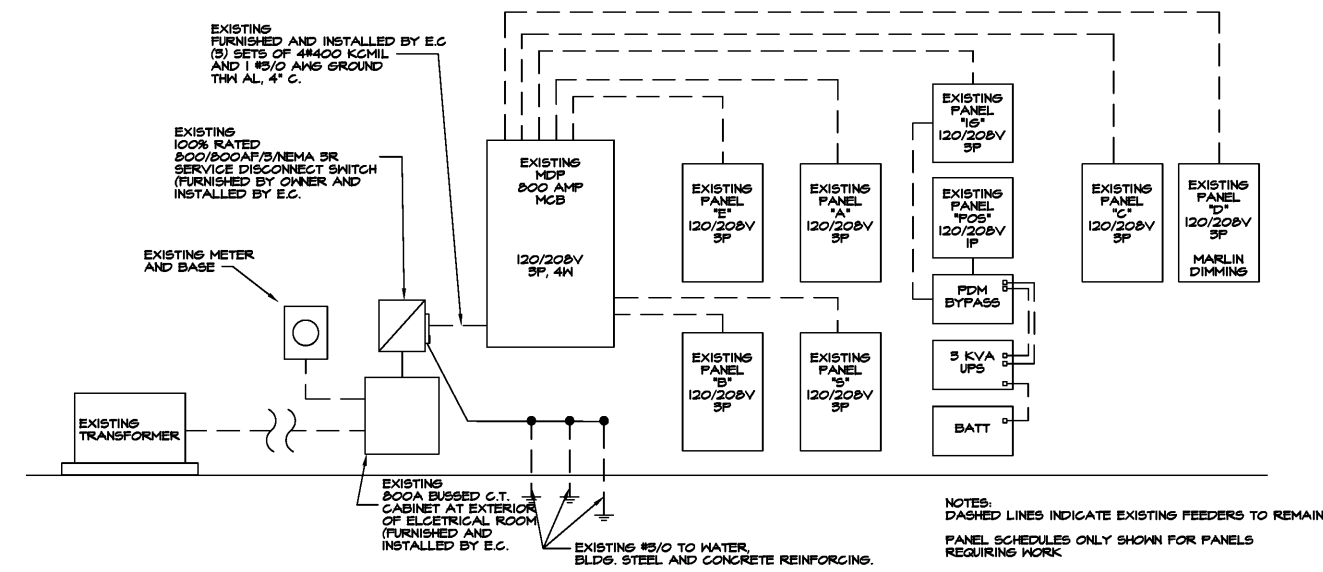 EXISTING
FURNISHED AND INSTALLED BY E.C
(3) SETS OF 4#400 KCMIL
AND 1 #3/0 AWG GROUND
THW AL, 4" C.
EXISTING
100% RATED
800/800AF/3/NEMA 3R
SERVICE DISCONNECT SWITCH
(FURNISHED BY OWNER AND
INSTALLED BY E.C.
EXISTING METER
AND BASE
EXISTING
TRANSFORMER
EXISTING
MDP
800 AMP
MCB
120/208V
3P, 4W
EXISTING
PANEL
"E"
120/208V
3P
EXISTING
PANEL
"A"
120/208V
3P
EXISTING
PANEL
"IG"
120/208V
3P
EXISTING
PANEL
"POS"
120/208V
1P
PDM
BYPASS
3 KVA
UPS
BATT
EXISTING
PANEL
"C"
120/208V
3P
EXISTING
PANEL
"D"
120/208V
3P
MARLIN
DIMMING
EXISTING
PANEL
"B"
120/208V
3P
EXISTING
PANEL
"S"
120/208V
3P
EXISTING
800A BUSSED C.T.
CABINET AT EXTERIOR
OF ELCETRICAL ROOM
(FURNISHED AND
INSTALLED BY E.C.
EXISTING #3/0 TO WATER,
BLDG. STEEL AND CONCRETE REINFORCING.
NOTES:
DASHED LINES INDICATE EXISTING FEEDERS TO REMAIN
PANEL SCHEDULES ONLY SHOWN FOR PANELS
REQUIRING WORK